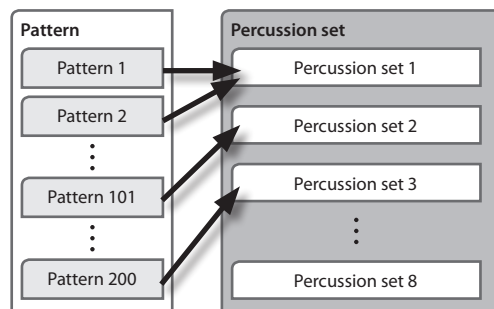 Pattern
Pattern 1
Pattern 2
Pattern 101
Pattern 200
Percussion set
Percussion set 1
Percussion set 2
Percussion set 3
Percussion set 8